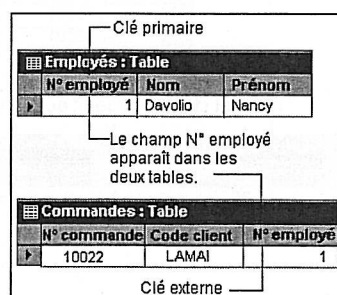 Clé primaire
Employés : Table
N° employé Nom Prénom
1 Davolio Nancy
Le champ N° employé
apparaît dans les
deux tables.
Commandes : Table
N° commande Code client N° employé
10022 LAMAI 1
Clé externe